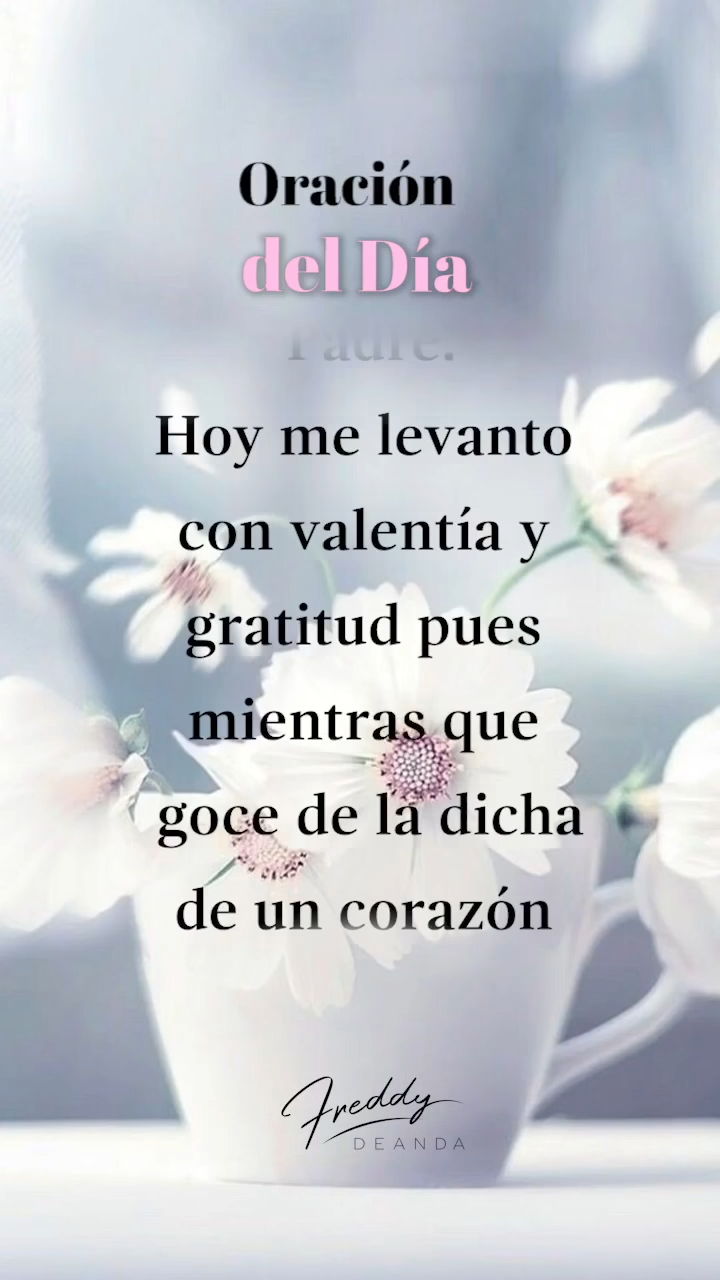 Oración
del Día
Padre.
Hoy me levanto
con valentía y
gratitud pues
mientras que
goce de la dicha
de un corazón
Freddy
DEANDA